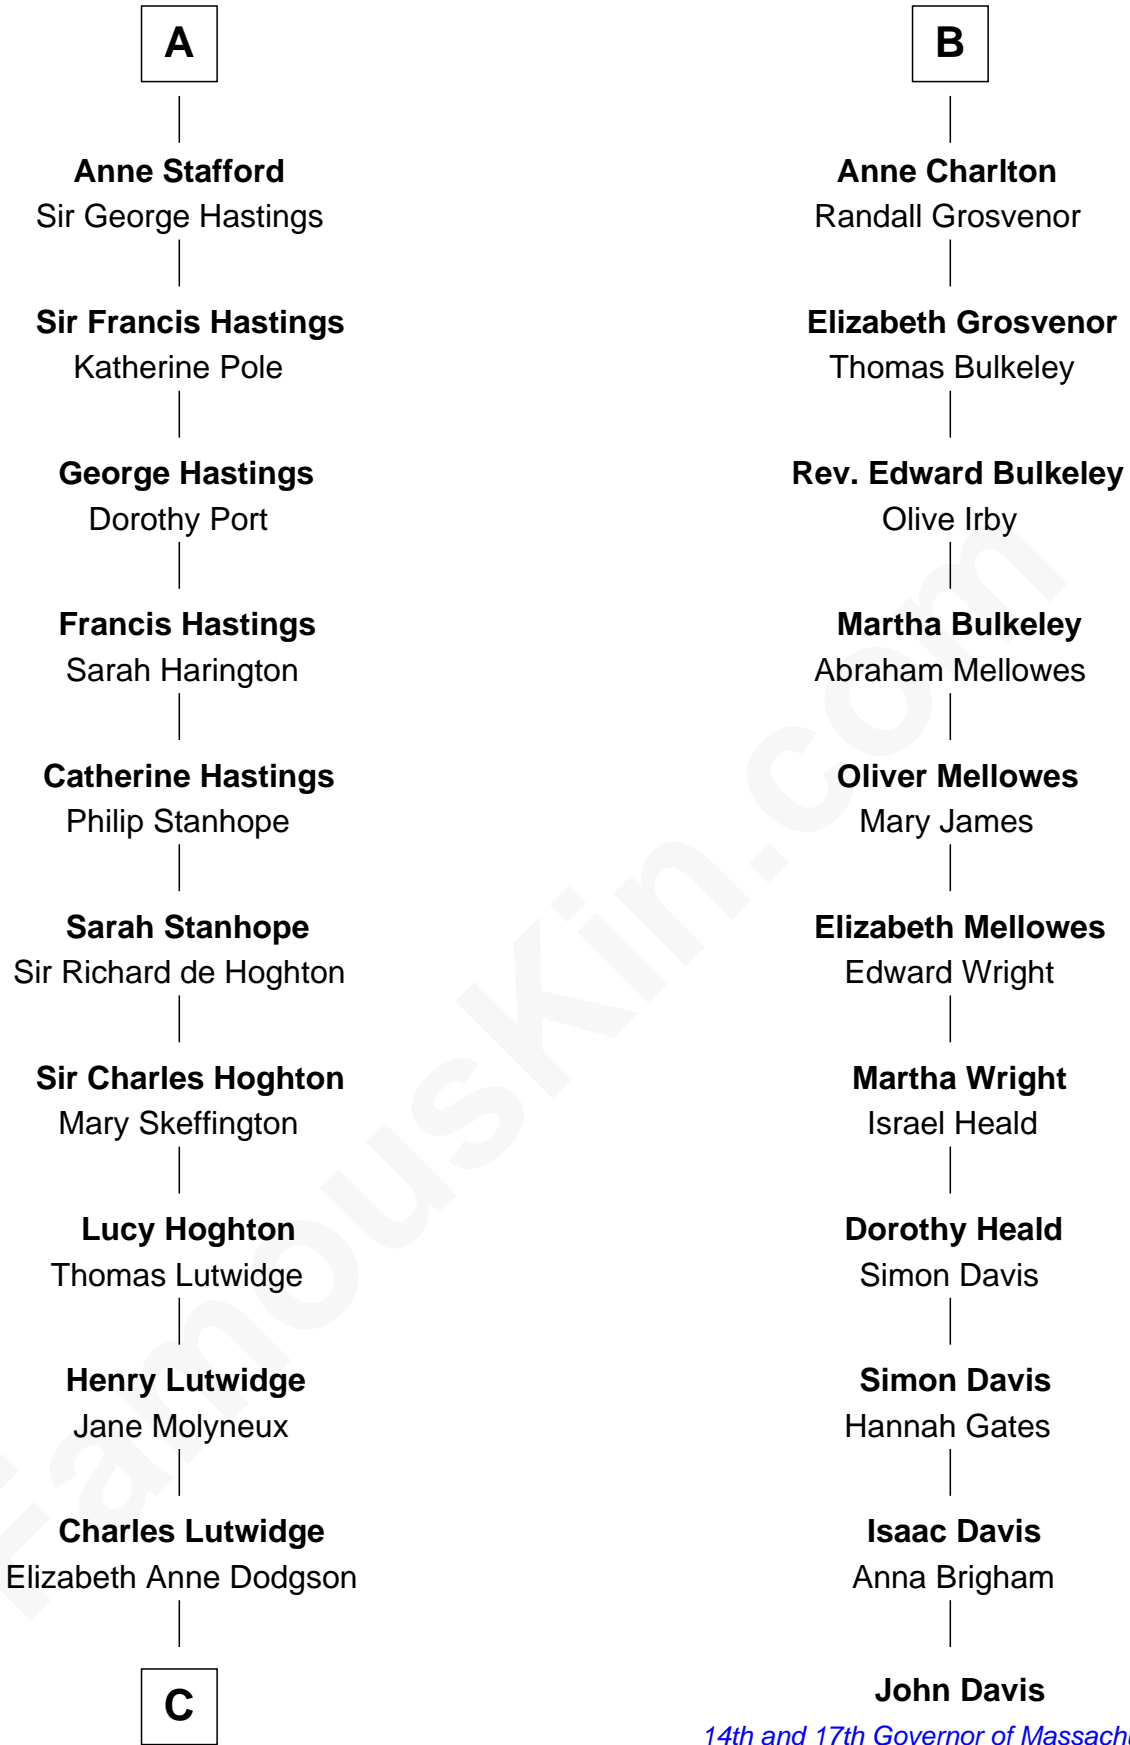 A
Anne Stafford
Sir George Hastings
Sir Francis Hastings
Katherine Pole
George Hastings
Dorothy Port
Francis Hastings
Sarah Harington
Catherine Hastings
Philip Stanhope
Sarah Stanhope
Sir Richard de Hoghton
Sir Charles Hoghton
Mary Skeffington
Lucy Hoghton
Thomas Lutwidge
Henry Lutwidge
Jane Molyneux
Charles Lutwidge
Elizabeth Anne Dodgson
C
B
Anne Charlton
Randall Grosvenor
Elizabeth Grosvenor
Thomas Bulkeley
Rev. Edward Bulkeley
Olive Irby
Martha Bulkeley
Abraham Mellowes
Oliver Mellowes
Mary James
Elizabeth Mellowes
Edward Wright
Martha Wright
Israel Heald
Dorothy Heald
Simon Davis
Simon Davis
Hannah Gates
Isaac Davis
Anna Brigham
John Davis
14th and 17th Governor of Massach
FamousKin.com